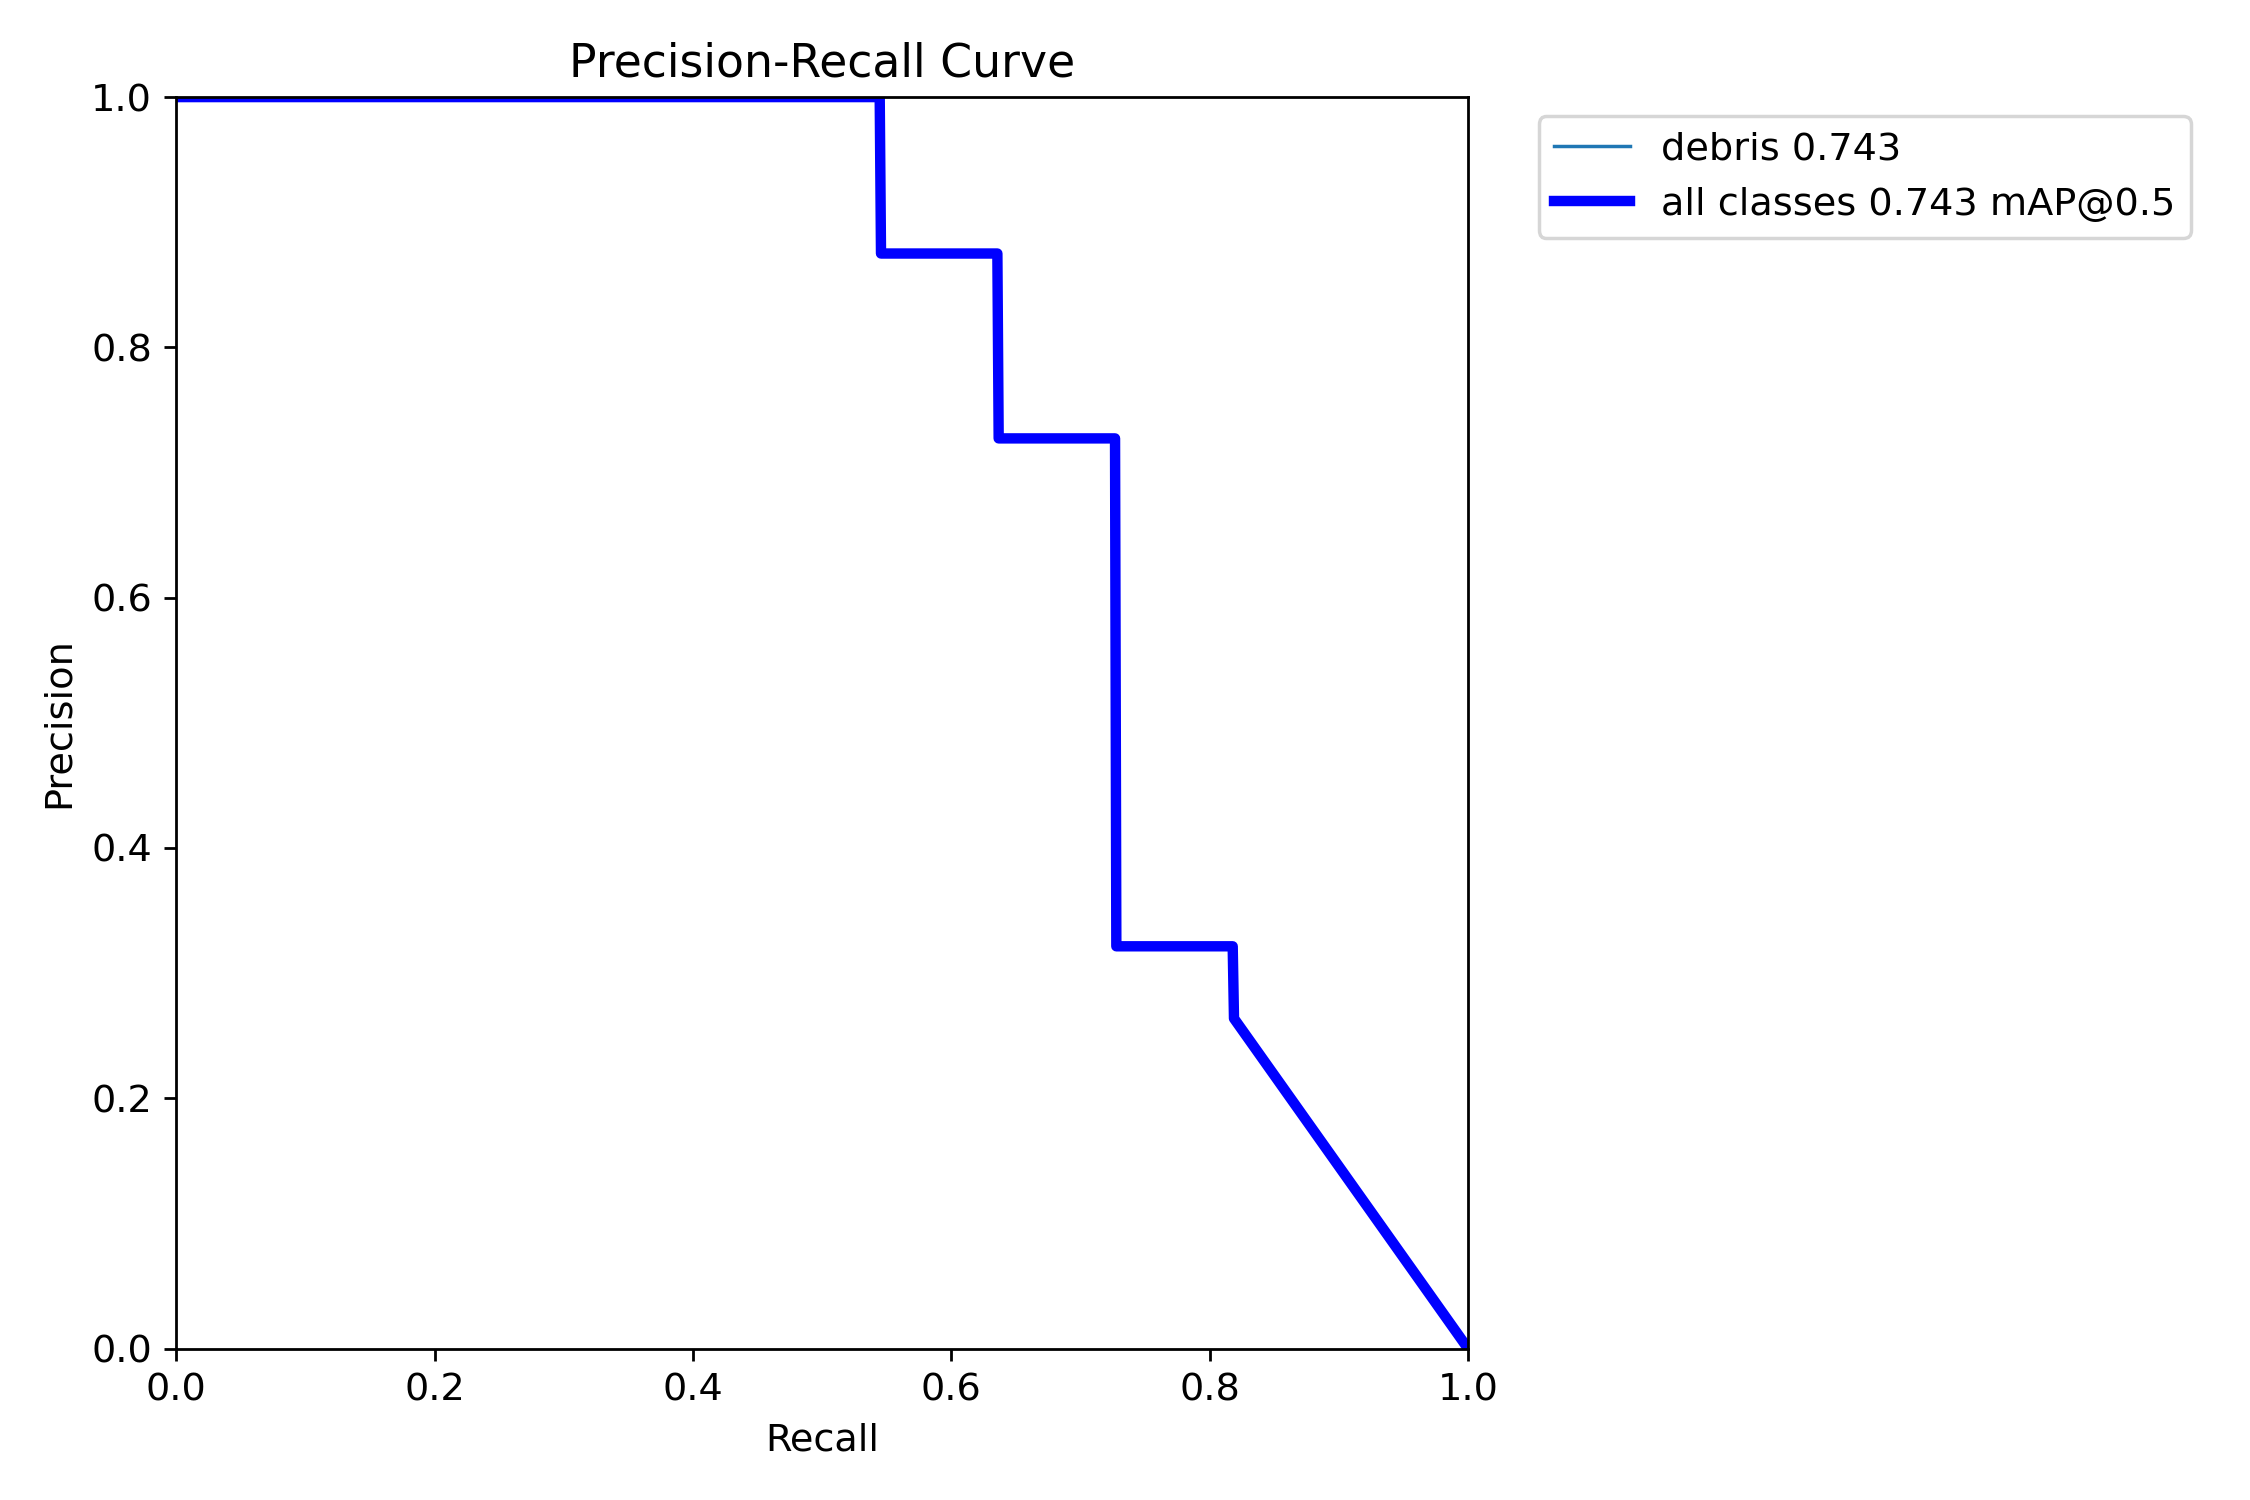 Precision-Recall Curve
debris 0.743
all classes 0.743 mAP@0.5
Precision
1.0
0.8
0.6
0.4
0.2
0.0
0.0 0.2 0.4 0.6 0.8 1.0
Recall